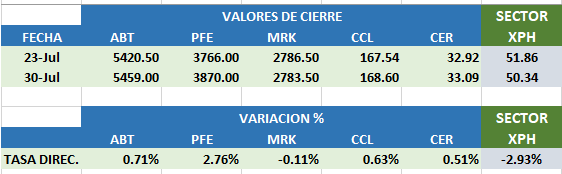 VALORES DE CIERRE SECTOR
FECHA ABT PFE MRK CCL CER XPH
23-Jul 5420.50 3766.00 2786.50 167.54 32.92 51.86
30-Jul 5459.00 3870.00 2783.50 168.60 33.09 50.34
VARIACION % SECTOR
ABT PFE MRK CCL CER XPH
TASA DIREC. 0.71% 2.76% -0.11% 0.63% 0.51% -2.93%